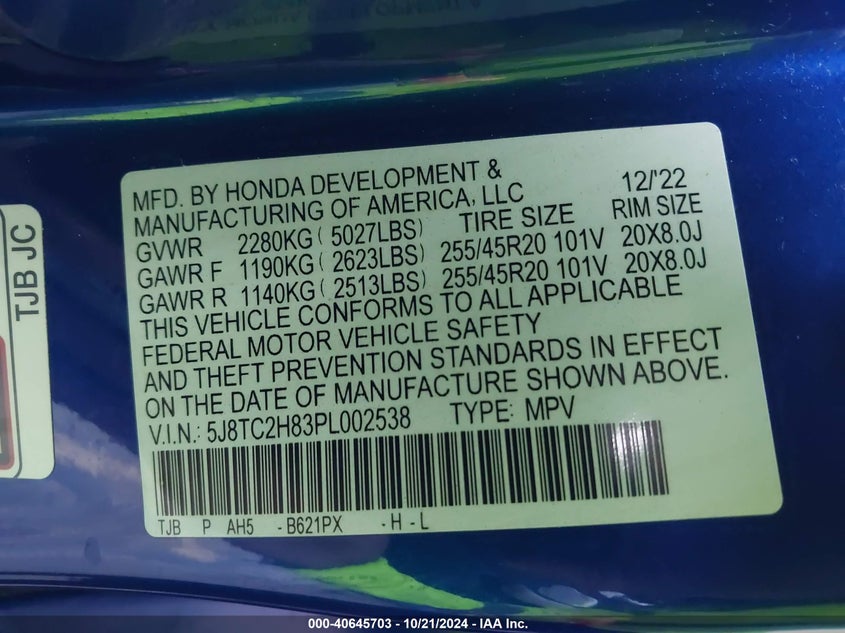 MFD. BY HONDA DEVELOPMENT & 12/'22
MANUFACTURING OF AMERICA, LLC TIRE SIZE RIM SIZE
GVWR 2280KG ( 5027LBS)
GAWR F 1190KG ( 2623LBS) 255/45R20 101V 20X8.0J
GAWR R 1140KG ( 2513LBS) 255/45R20 101V 20X8.0J
THIS VEHICLE CONFORMS TO ALL APPLICABLE
FEDERAL MOTOR VEHICLE SAFETY
AND THEFT PREVENTION STANDARDS IN EFFECT
ON THE DATE OF MANUFACTURE SHOWN ABOVE.
V.I.N.: 5J8TC2H83PL002538 TYPE: MPV
TJB P AH5 - B621PX - H - L
TJB JC
000-40645703 - 10/21/2024 - IAA Inc.